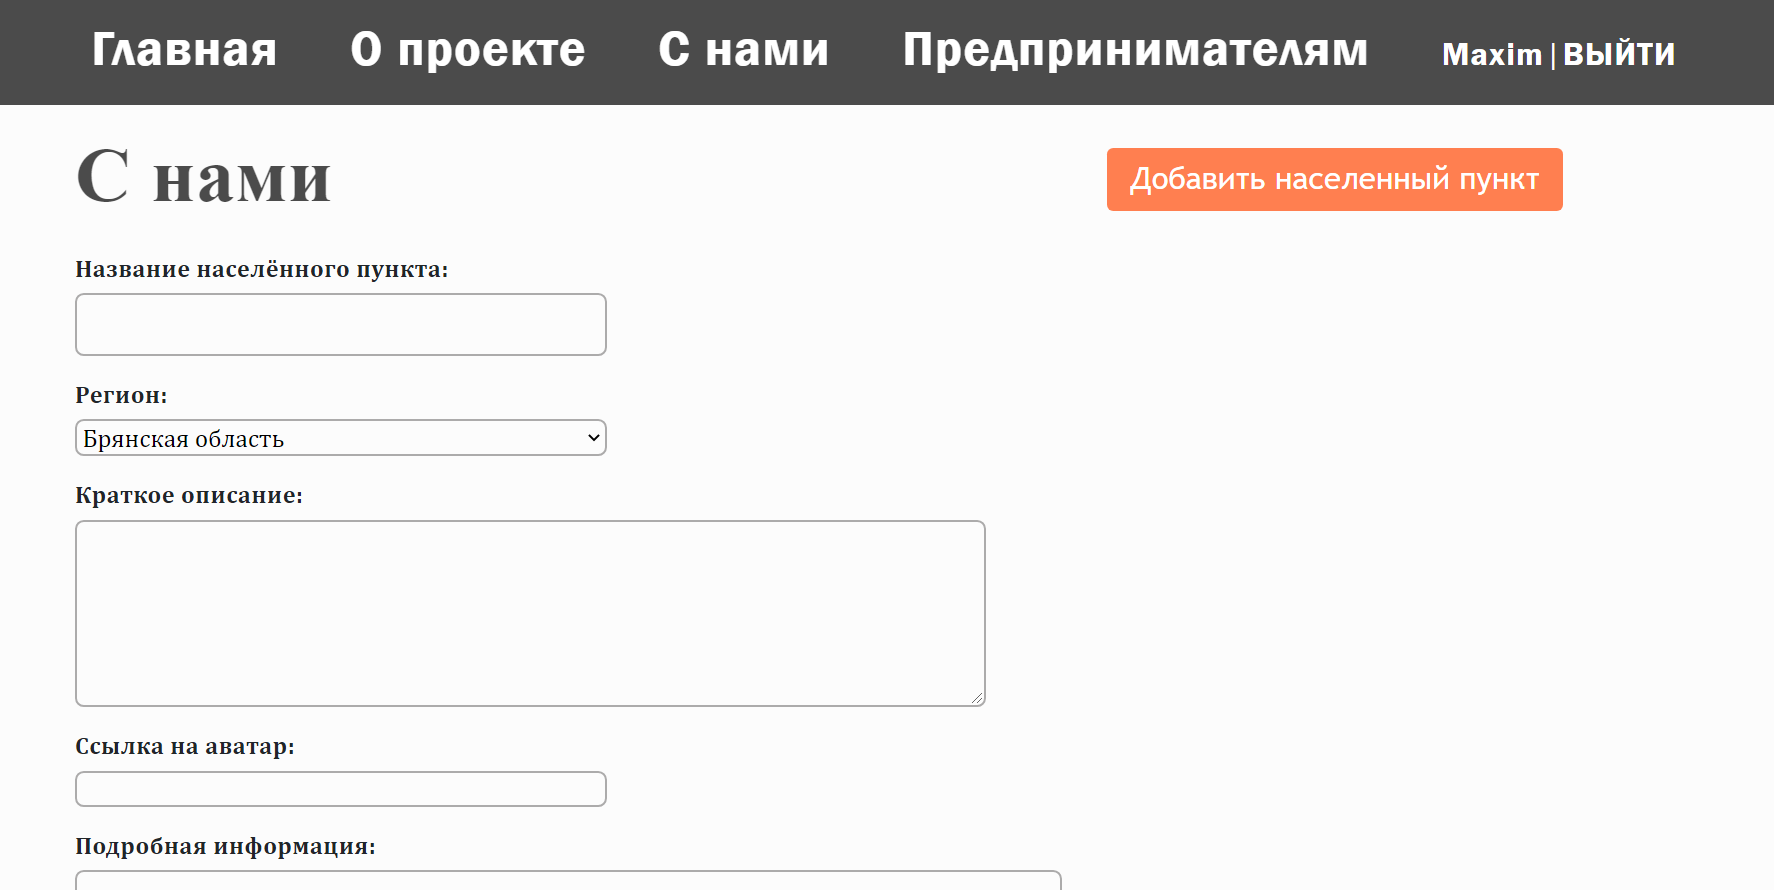 Главная О проекте С нами Предпринимателям Maxim | ВЫЙТИ
С нами
Добавить населенный пункт
Название населённого пункта:
Регион:
Брянская область
Краткое описание:
Ссылка на аватар:
Подробная информация: